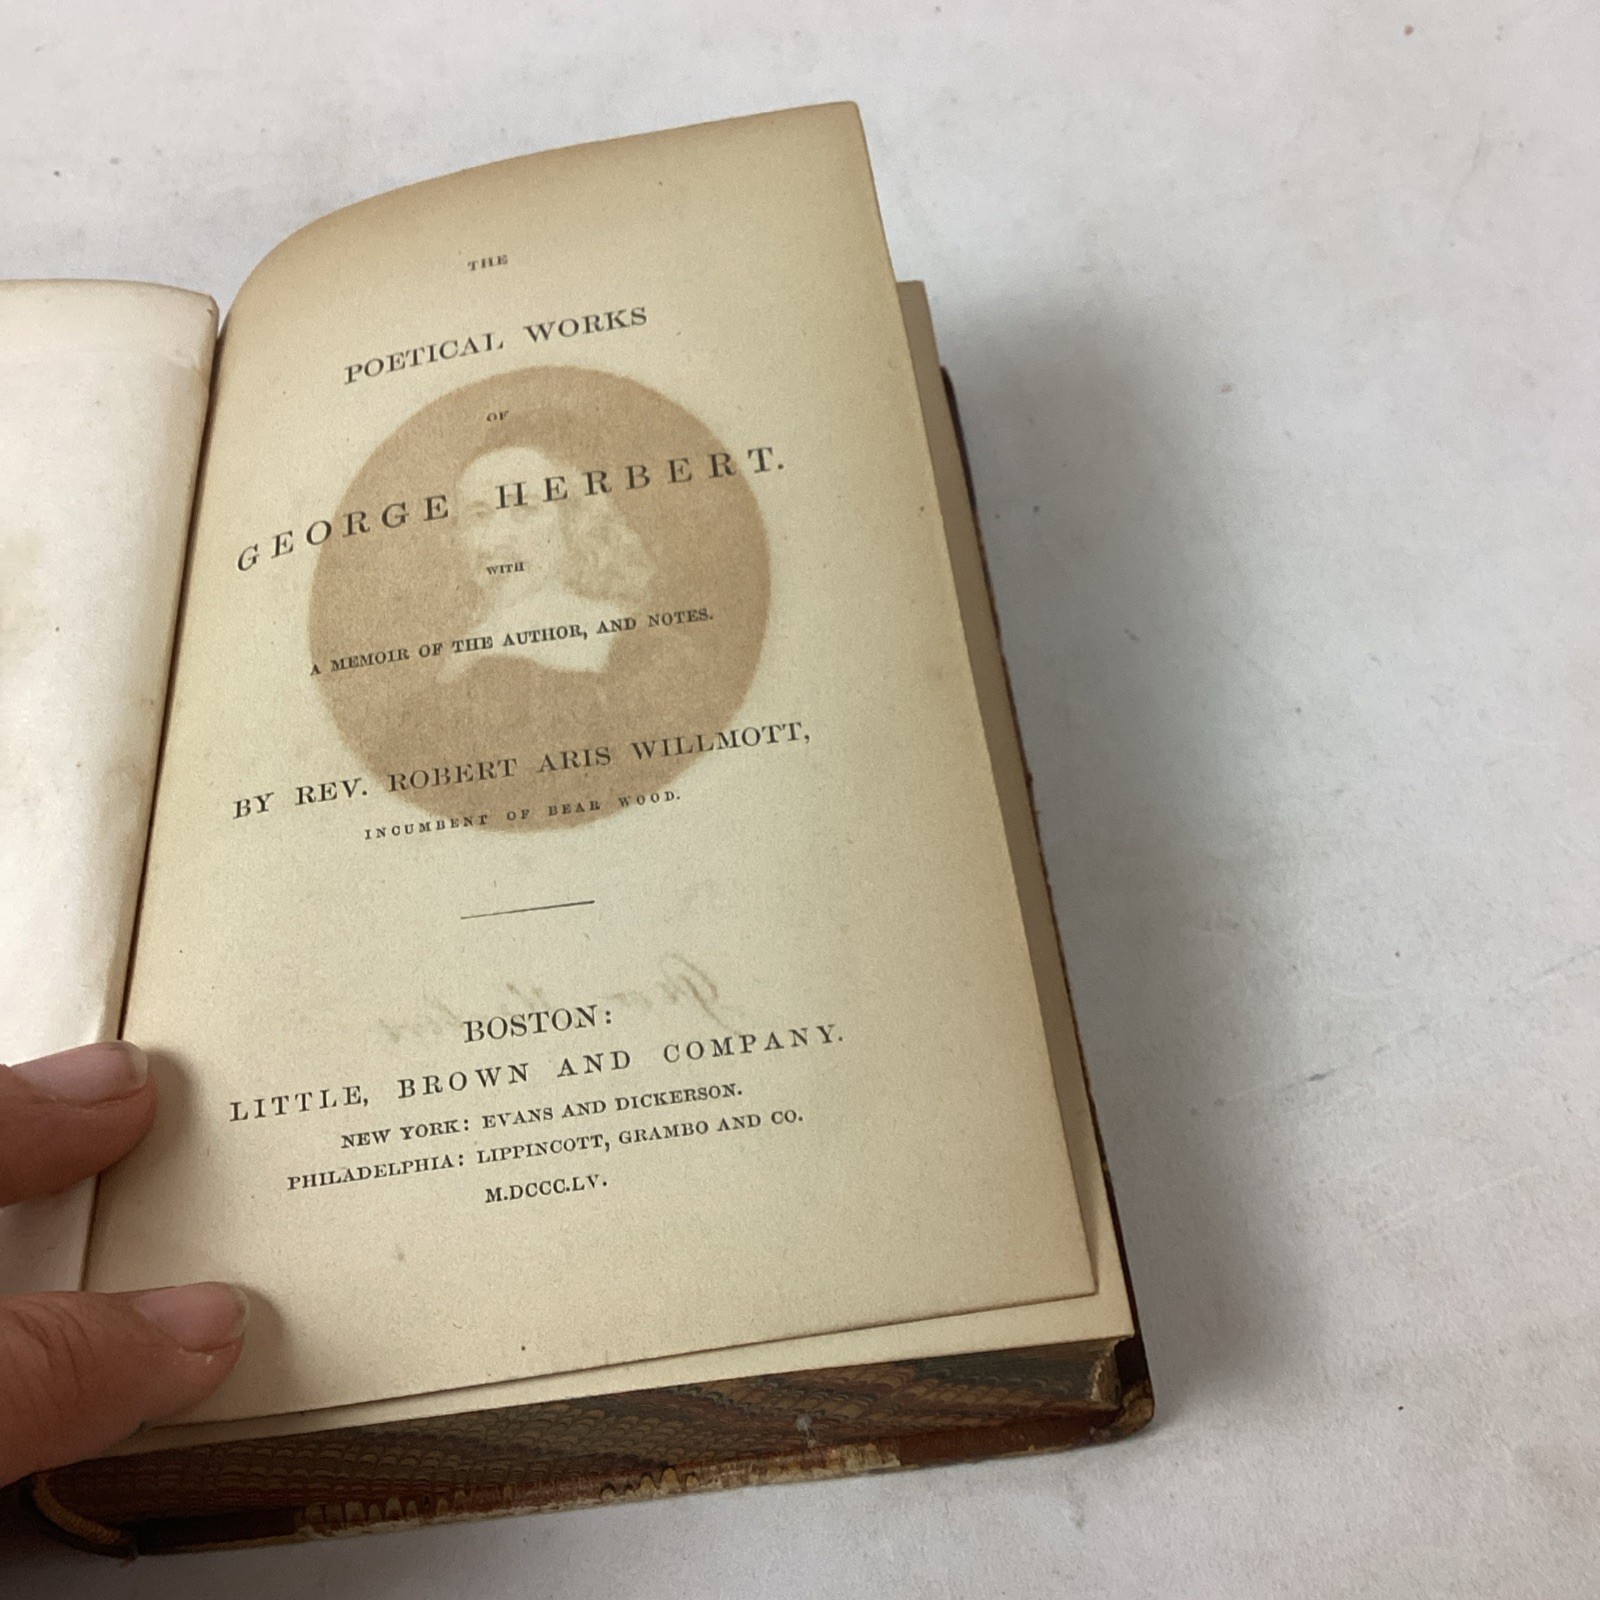 THE
POETICAL WORKS
OF
GEORGE HERBERT.
WITH
A MEMOIR OF THE AUTHOR, AND NOTES.
BY REV. ROBERT ARIS WILLMOTT,
INCUMBENT OF BEAR WOOD.
BOSTON:
LITTLE, BROWN AND COMPANY.
NEW YORK: EVANS AND DICKERSON.
PHILADELPHIA: LIPPINCOTT, GRAMBO AND CO.
M.DCCC.LV.